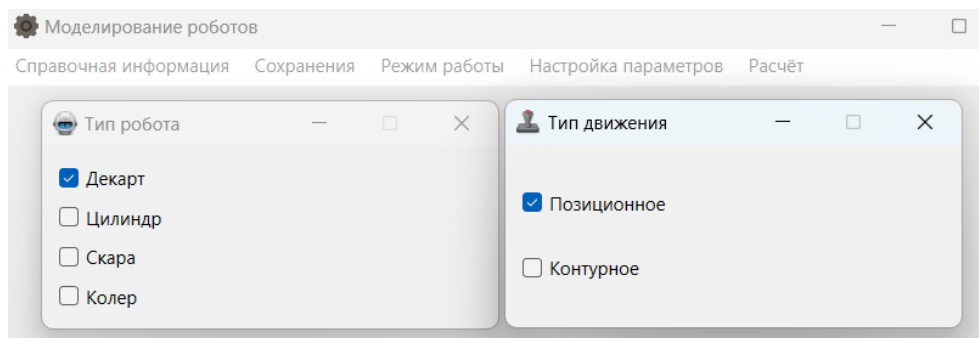 Моделирование роботов
Справочная информация Сохранения Режим работы Настройка параметров Расчёт
Тип робота
Декарт
Цилиндр
Скара
Колер
Тип движения
Позиционное
Контурное